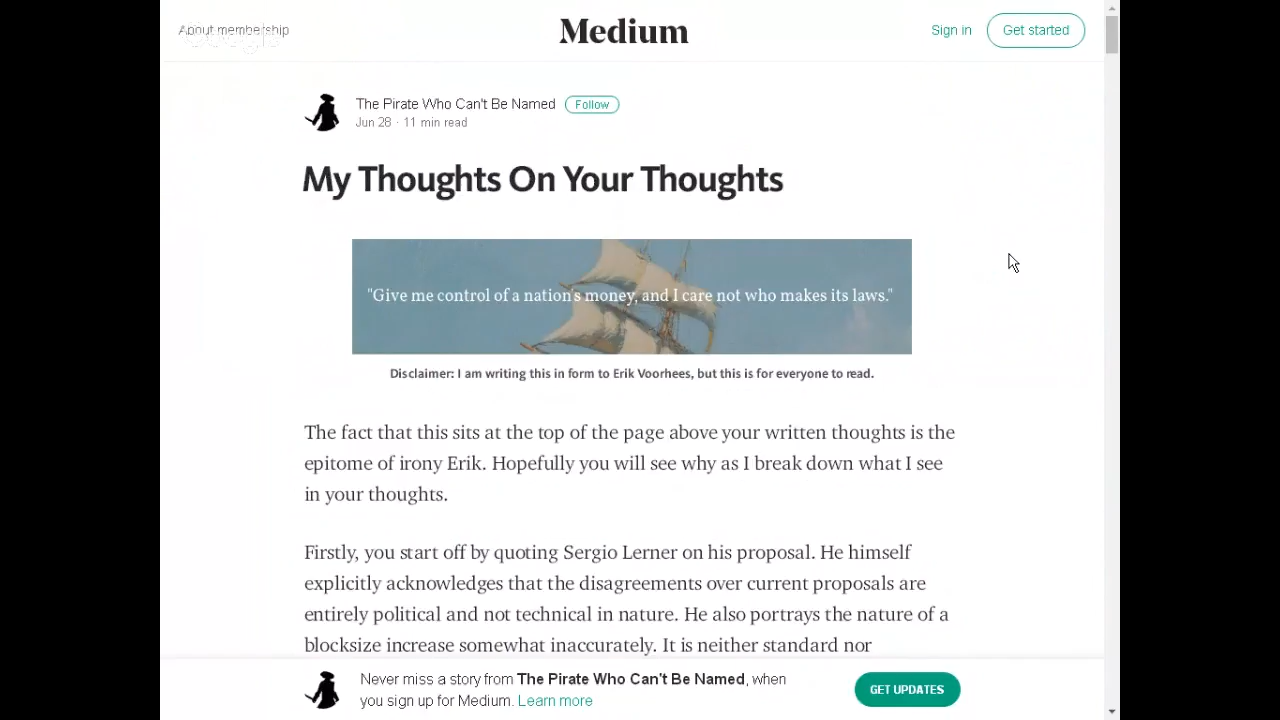 About membership
Medium
Sign in
Get started
The Pirate Who Can't Be Named
Follow
Jun 28 · 11 min read
My Thoughts On Your Thoughts
"Give me control of a nation's money, and I care not who makes its laws."
Disclaimer: I am writing this in form to Erik Voorhees, but this is for everyone to read.
The fact that this sits at the top of the page above your written thoughts is the
epitome of irony Erik. Hopefully you will see why as I break down what I see
in your thoughts.
Firstly, you start off by quoting Sergio Lerner on his proposal. He himself
explicitly acknowledges that the disagreements over current proposals are
entirely political and not technical in nature. He also portrays the nature of a
blocksize increase somewhat inaccurately. It is neither standard nor
Never miss a story from The Pirate Who Can't Be Named, when
you sign up for Medium. Learn more
GET UPDATES